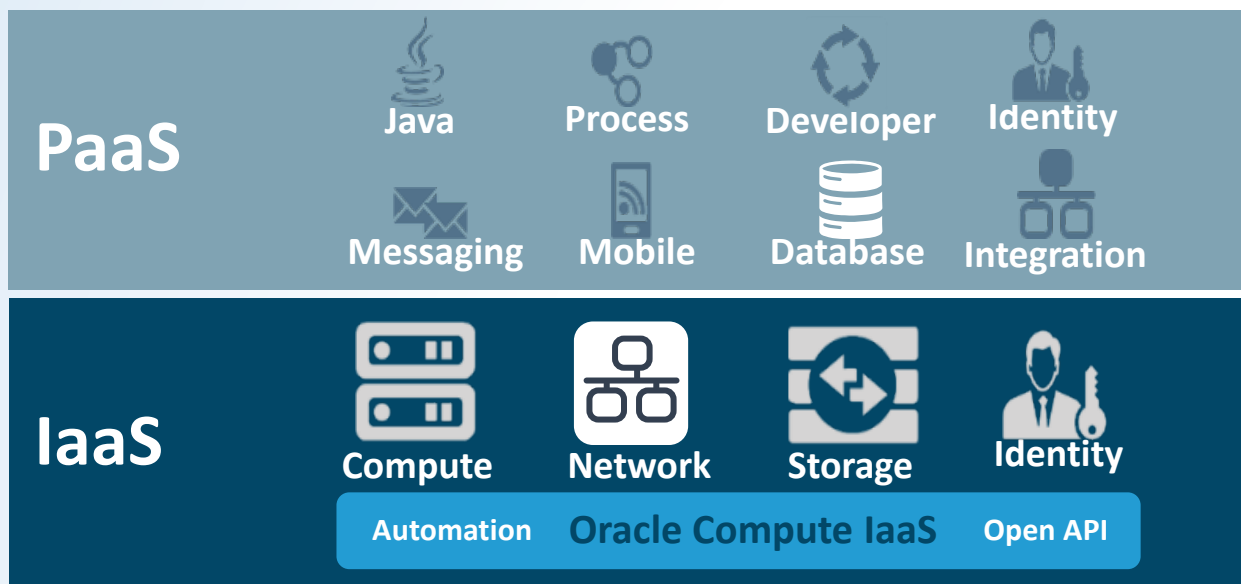 PaaS
Java Process Developer Identity
Messaging Mobile Database Integration
IaaS
Compute Network Storage Identity
Automation Oracle Compute IaaS Open API